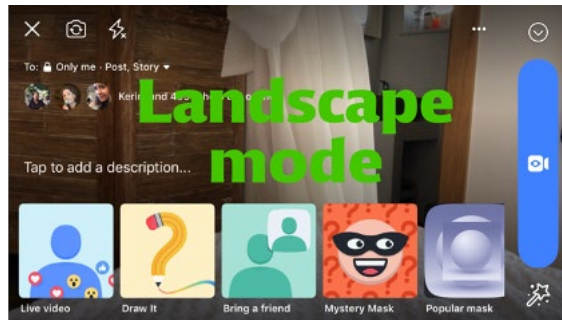 To: Only me · Post, Story
Landscape
mode
Tap to add a description...
Live video
Draw It
Bring a friend
Mystery Mask
Popular mask